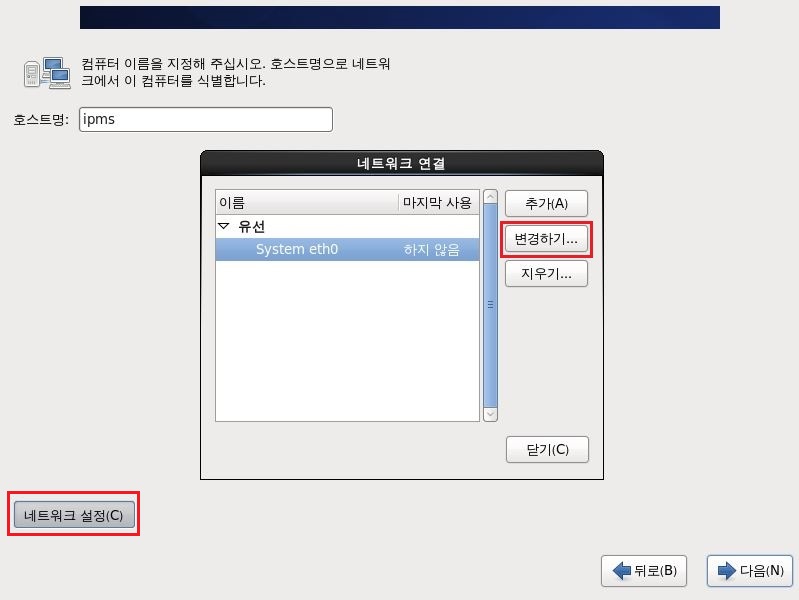 컴퓨터 이름을 지정해 주십시오. 호스트명으로 네트워
크에서 이 컴퓨터를 식별합니다.
호스트명: ipms
네트워크 연결
이름 마지막 사용
추가(A)
유선
변경하기...
System eth0 하지 않음
지우기...
닫기(C)
네트워크 설정(C)
뒤로(B) 다음(N)